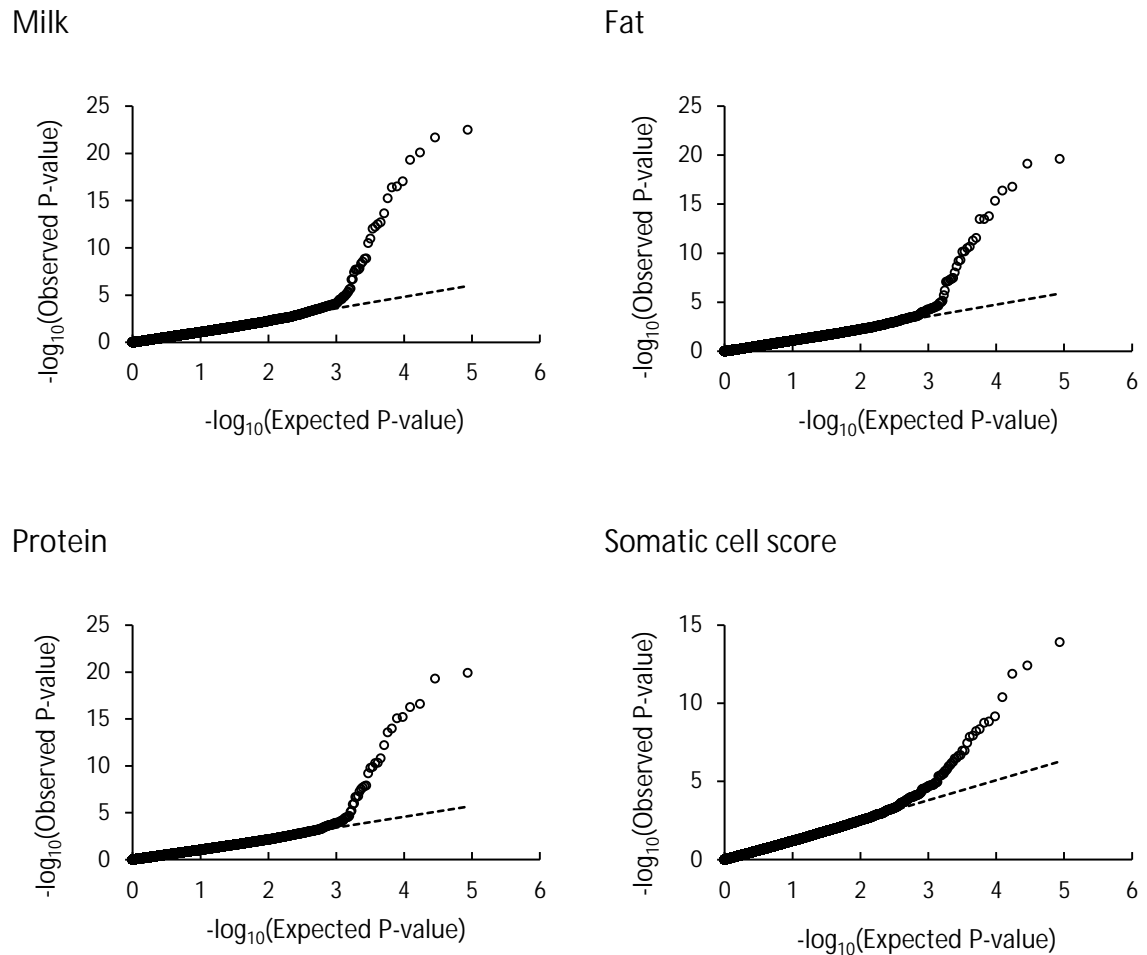 Milk
Fat
-log10(Observed P-value)
25
20
15
10
5
0
0 1 2 3 4 5 6
-log10(Expected P-value)
-log10(Observed P-value)
25
20
15
10
5
0
0 1 2 3 4 5 6
-log10(Expected P-value)
Protein
Somatic cell score
-log10(Observed P-value)
25
20
15
10
5
0
0 1 2 3 4 5 6
-log10(Expected P-value)
-log10(Observed P-value)
15
10
5
0
0 1 2 3 4 5 6
-log10(Expected P-value)